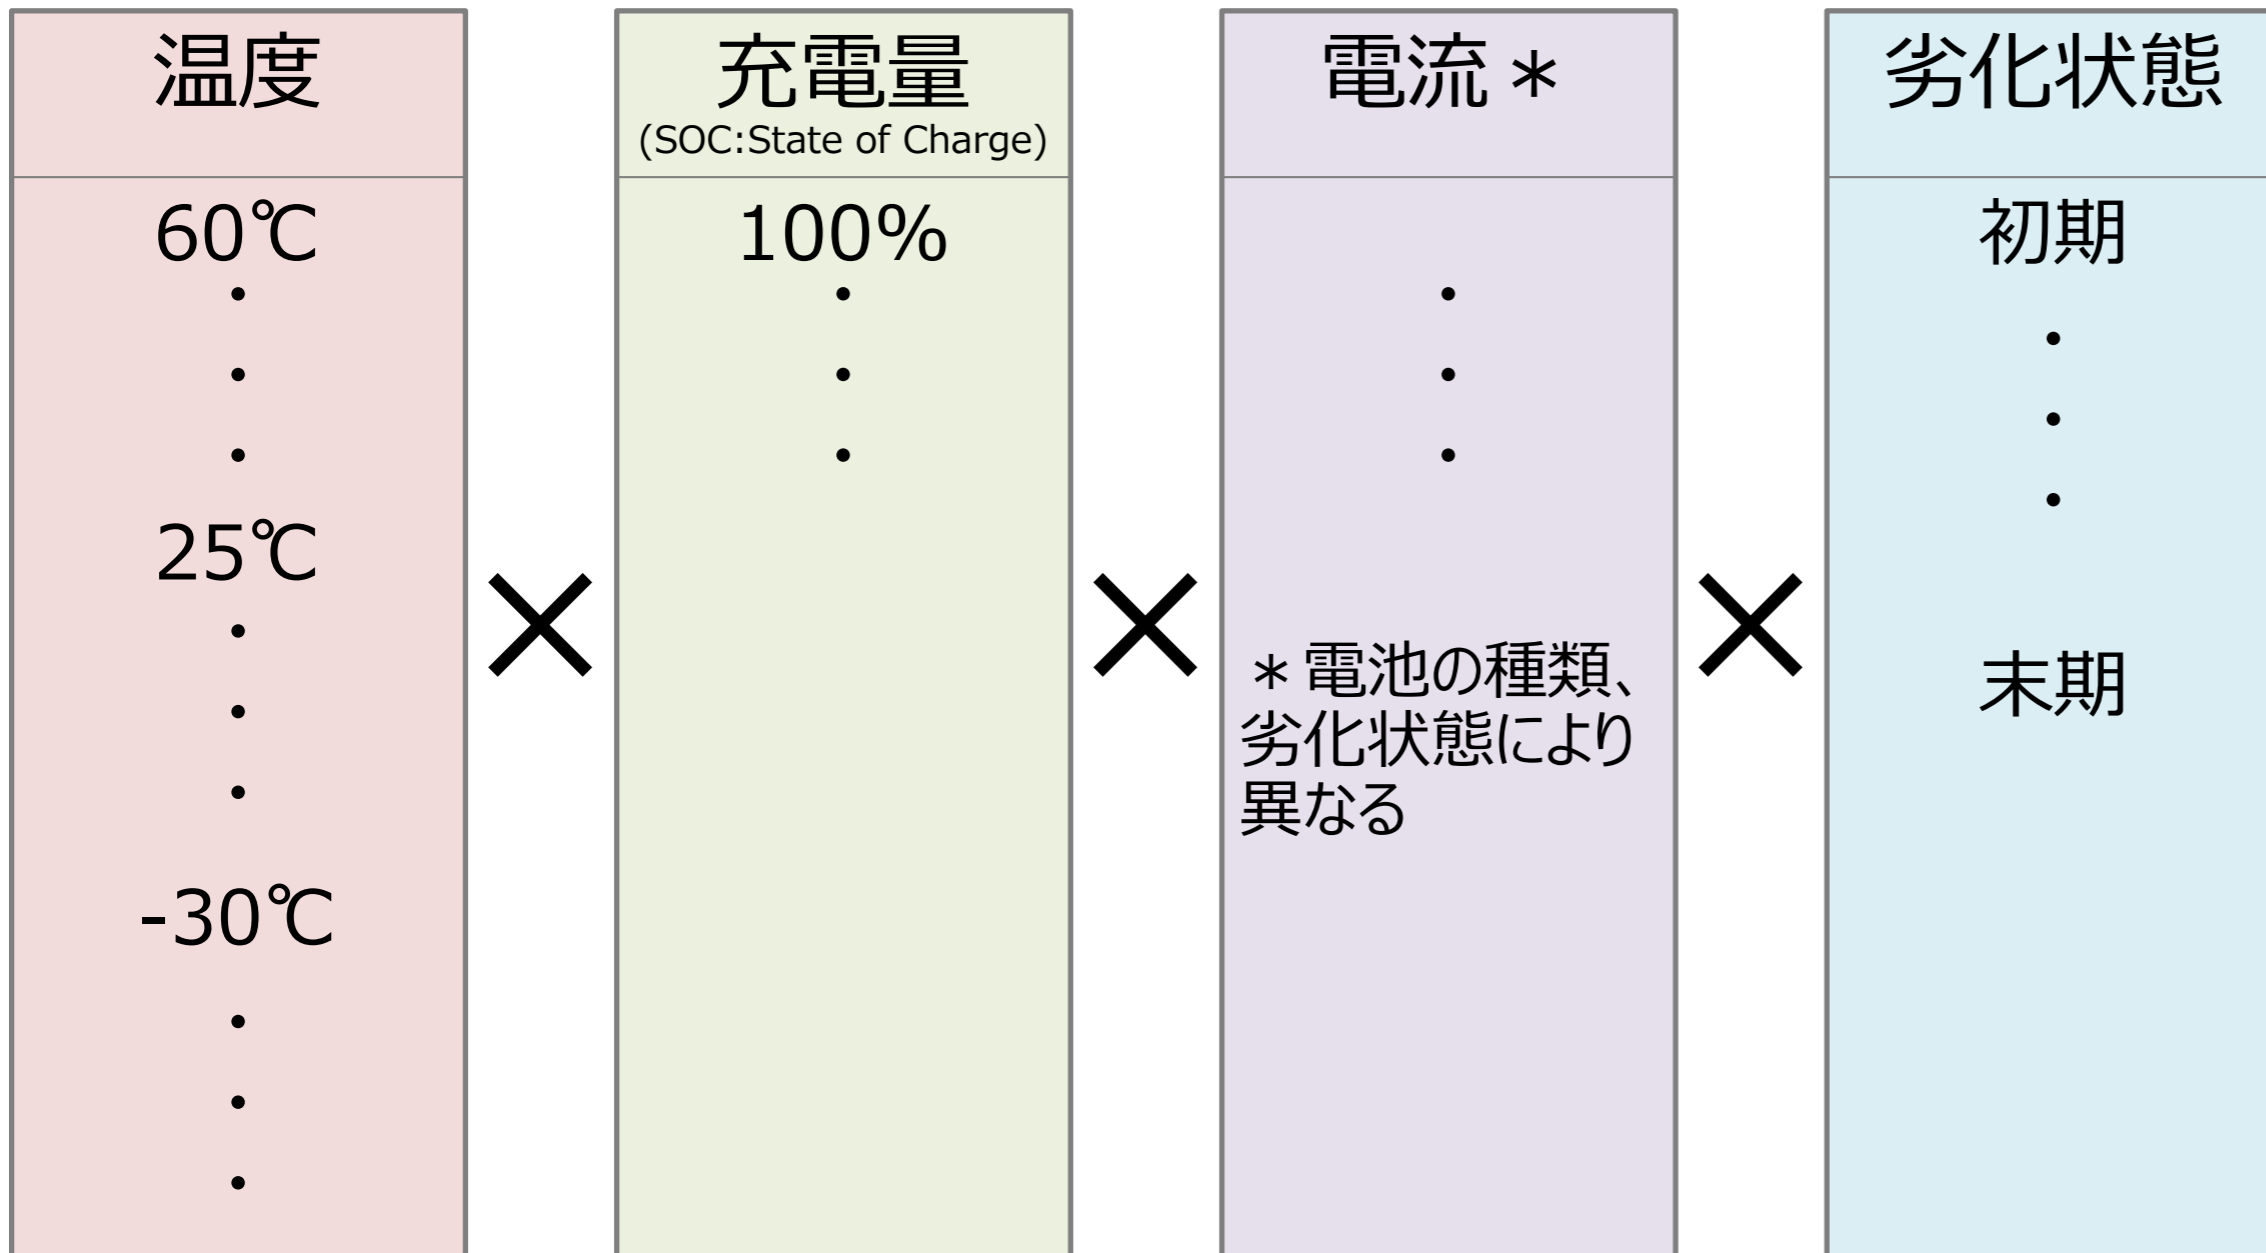 温度
60℃
・
・
・
25℃
・
・
・
-30℃
・
・
・
×
充電量
(SOC:State of Charge)
100%
・
・
・
×
電流＊
・
・
・
＊電池の種類、
劣化状態により
異なる
×
劣化状態
初期
・
・
・
末期